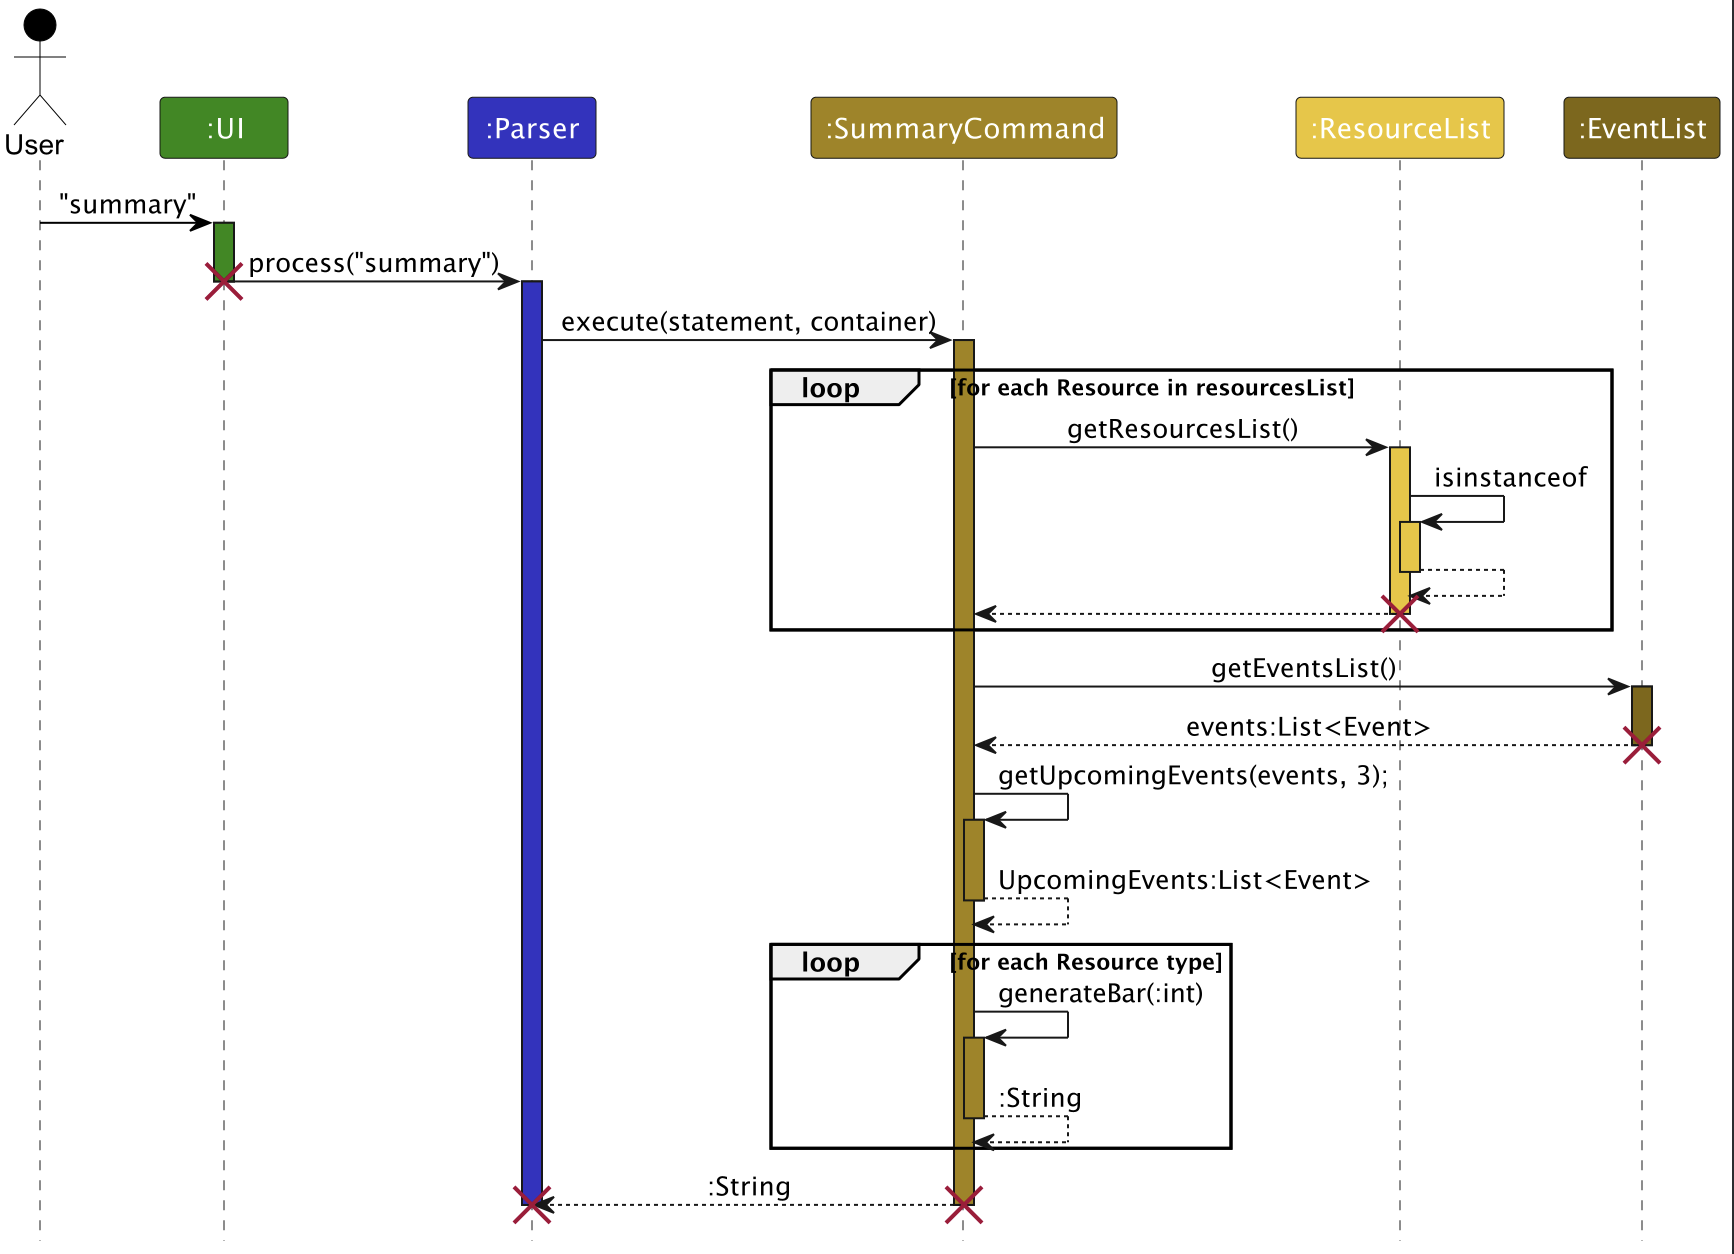 User
:UI
:Parser
:SummaryCommand
:ResourceList
:EventList
"summary"
process("summary")
execute(statement, container)
loop
[for each Resource in resourcesList]
getResourcesList()
isinstanceof
getEventsList()
events:List<Event>
getUpcomingEvents(events, 3);
UpcomingEvents:List<Event>
loop
[for each Resource type]
generateBar(:int)
:String
:String